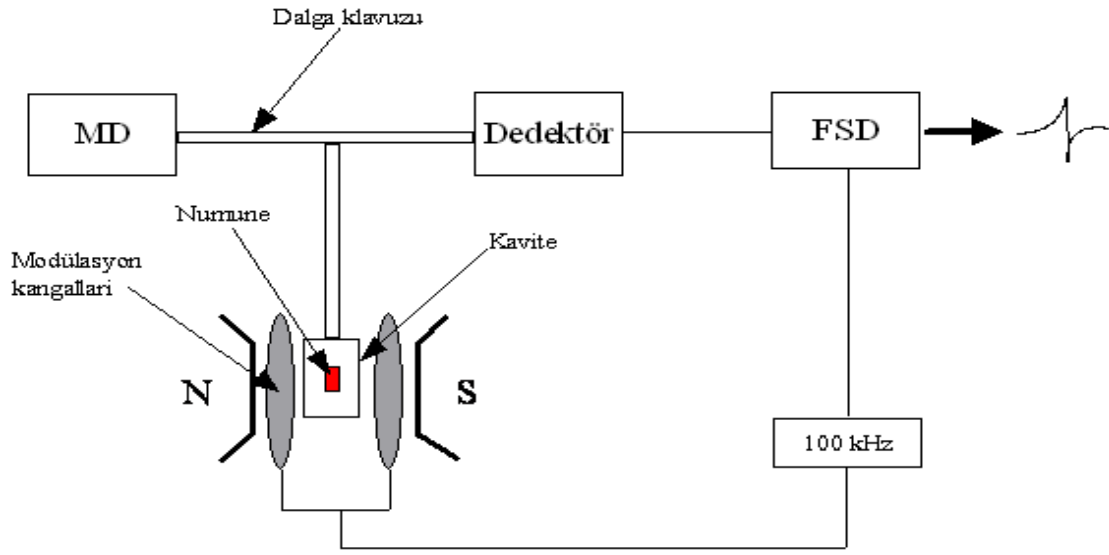 Dalga klavuzu
MD
Dedektör
FSD
Numune
Kavite
Modülasyon
kangallari
N
S
100 kHz